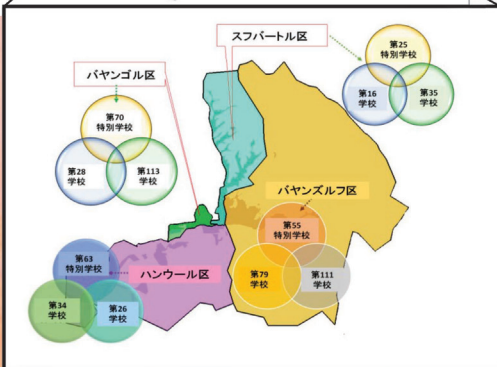 スフバートル区
第25
特別学校
第16
学校
第35
学校
バヤンゴル区
第70
特別学校
第28
学校
第113
学校
バヤンズルフ区
第55
特別学校
第79
学校
第111
学校
第63
特別学校
ハンウール区
第34
学校
第26
学校